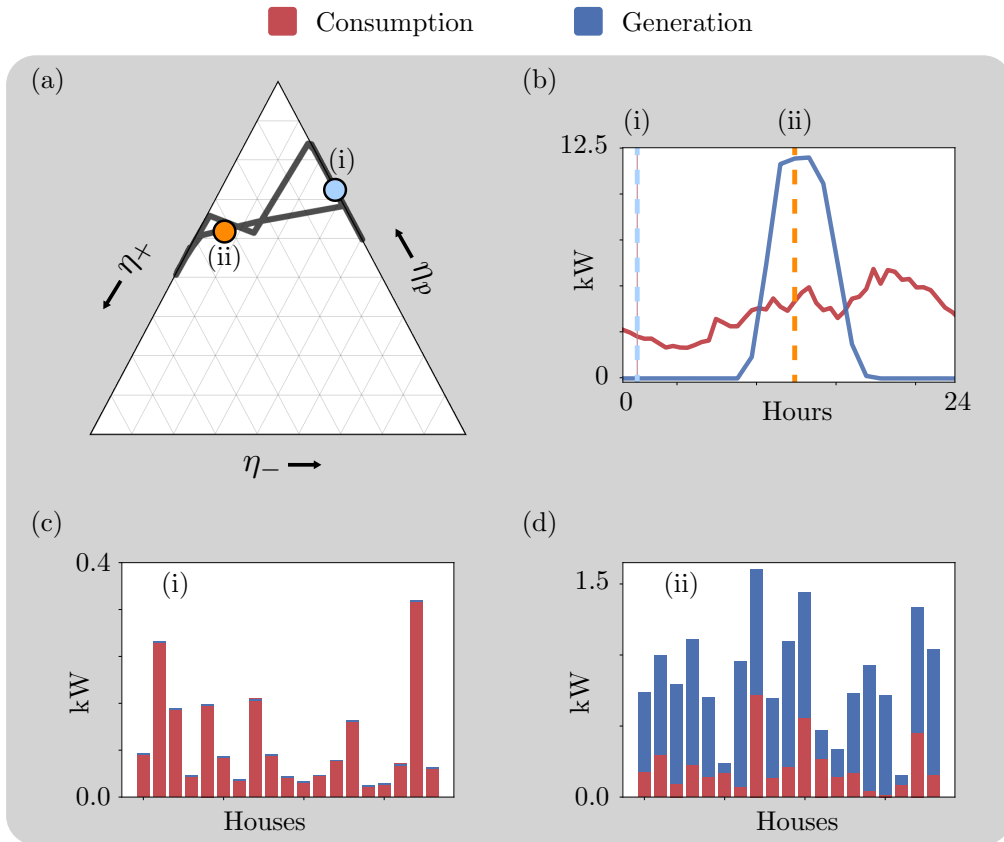 Consumption Generation
(a)
(i)
(ii)
η+
ηp
η−
(b)
(i) (ii)
12.5
kW
0
0 Hours 24
(c)
0.4
(i)
kW
0.0
Houses
(d)
1.5
(ii)
kW
0.0
Houses